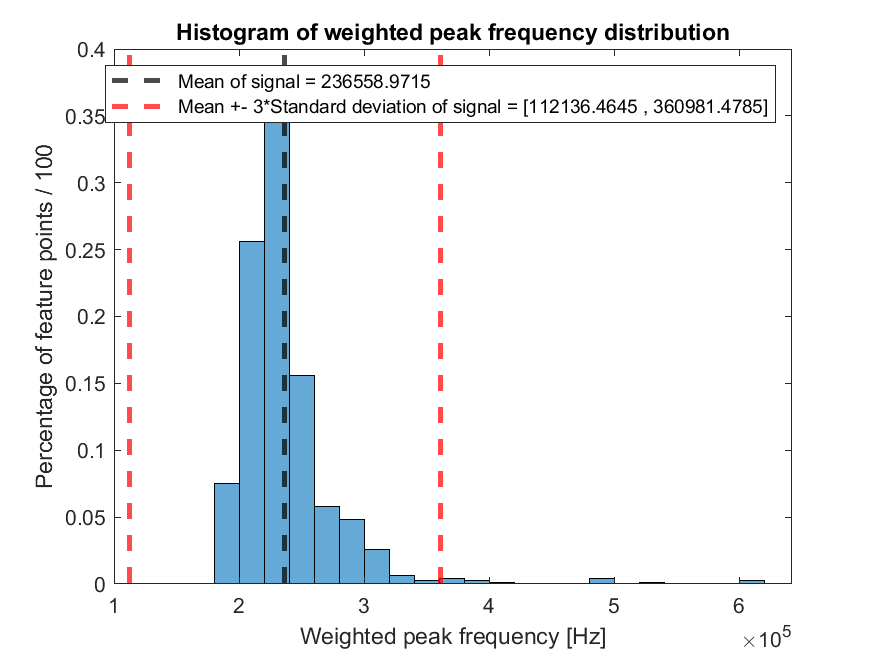 Histogram of weighted peak frequency distribution
Mean of signal = 236558.9715
Mean +- 3*Standard deviation of signal = [112136.4645 , 360981.4785]
Percentage of feature points / 100
0.4
0.35
0.3
0.25
0.2
0.15
0.1
0.05
0
1 2 3 4 5 6
Weighted peak frequency [Hz]
×10⁵